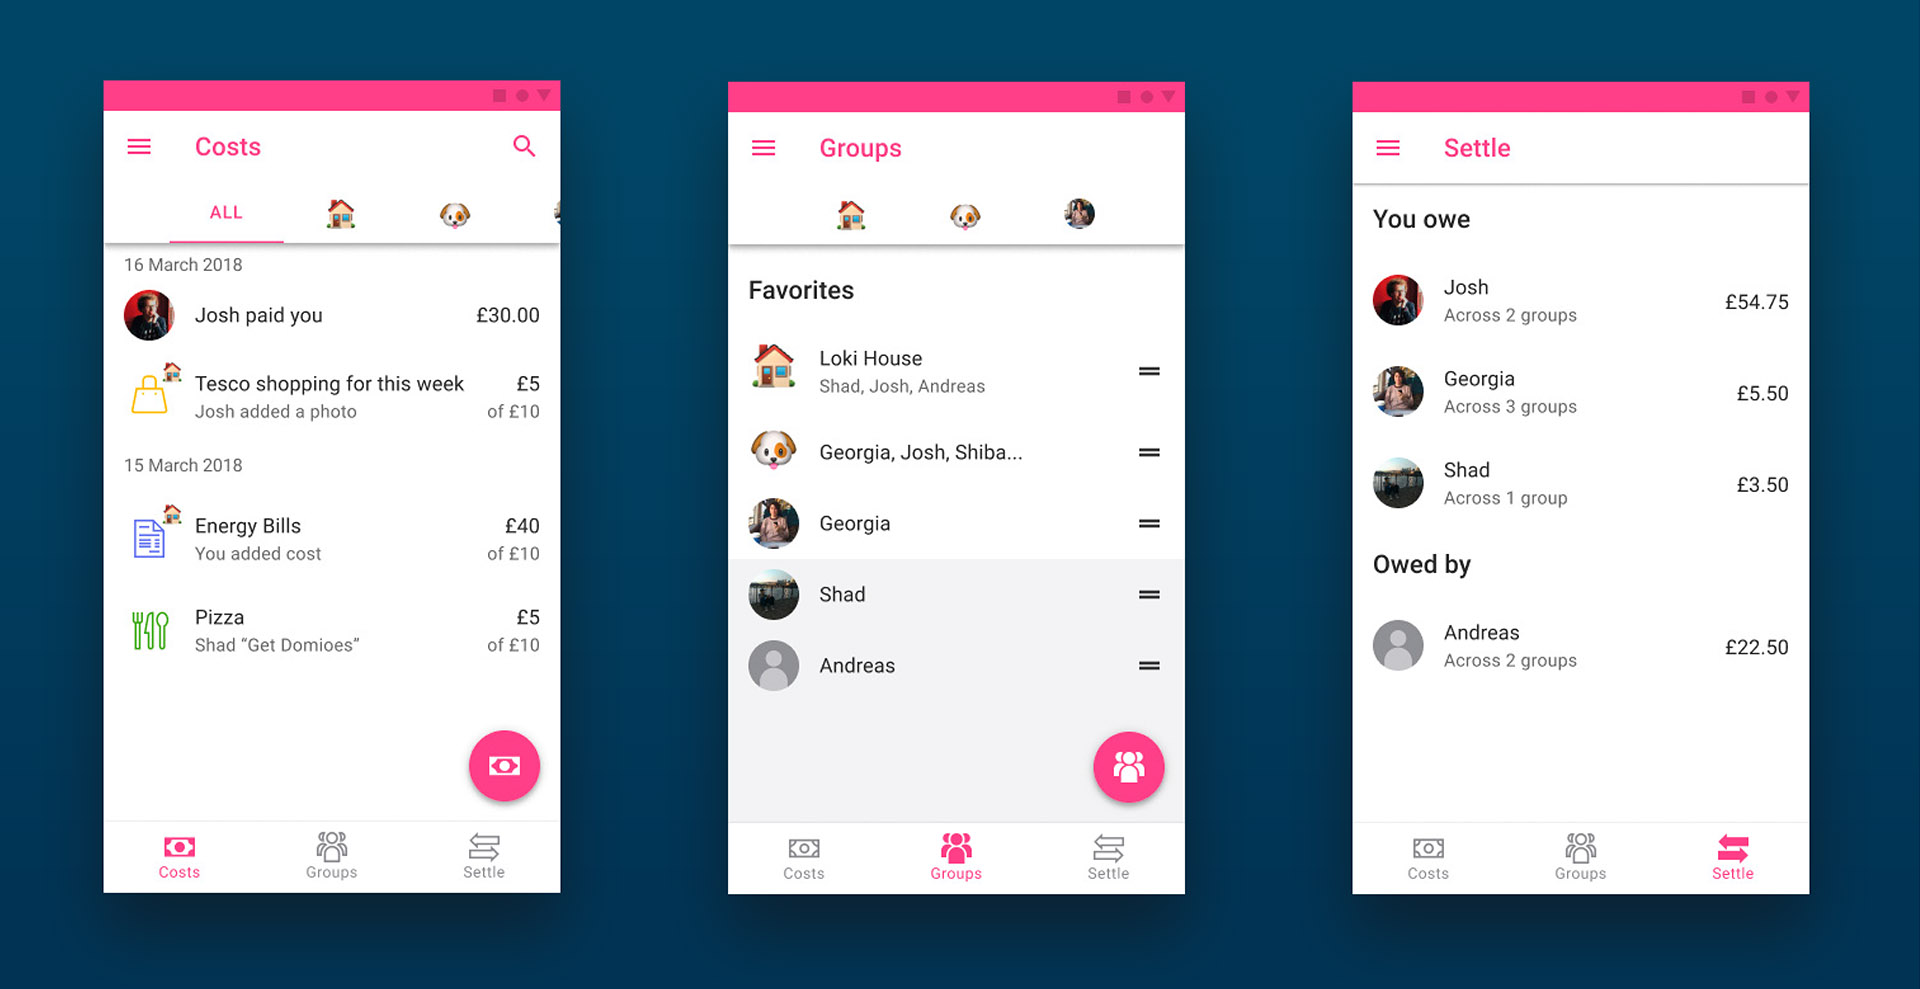 Costs
ALL
16 March 2018
Josh paid you £30.00
Tesco shopping for this week £5
Josh added a photo of £10
15 March 2018
Energy Bills £40
You added cost of £10
Pizza £5
Shad “Get Domioes” of £10
Costs Groups Settle
Groups
Favorites
Loki House
Shad, Josh, Andreas
Georgia, Josh, Shiba...
Georgia
Shad
Andreas
Costs Groups Settle
Settle
You owe
Josh
Across 2 groups £54.75
Georgia
Across 3 groups £5.50
Shad
Across 1 group £3.50
Owed by
Andreas
Across 2 groups £22.50
Costs Groups Settle